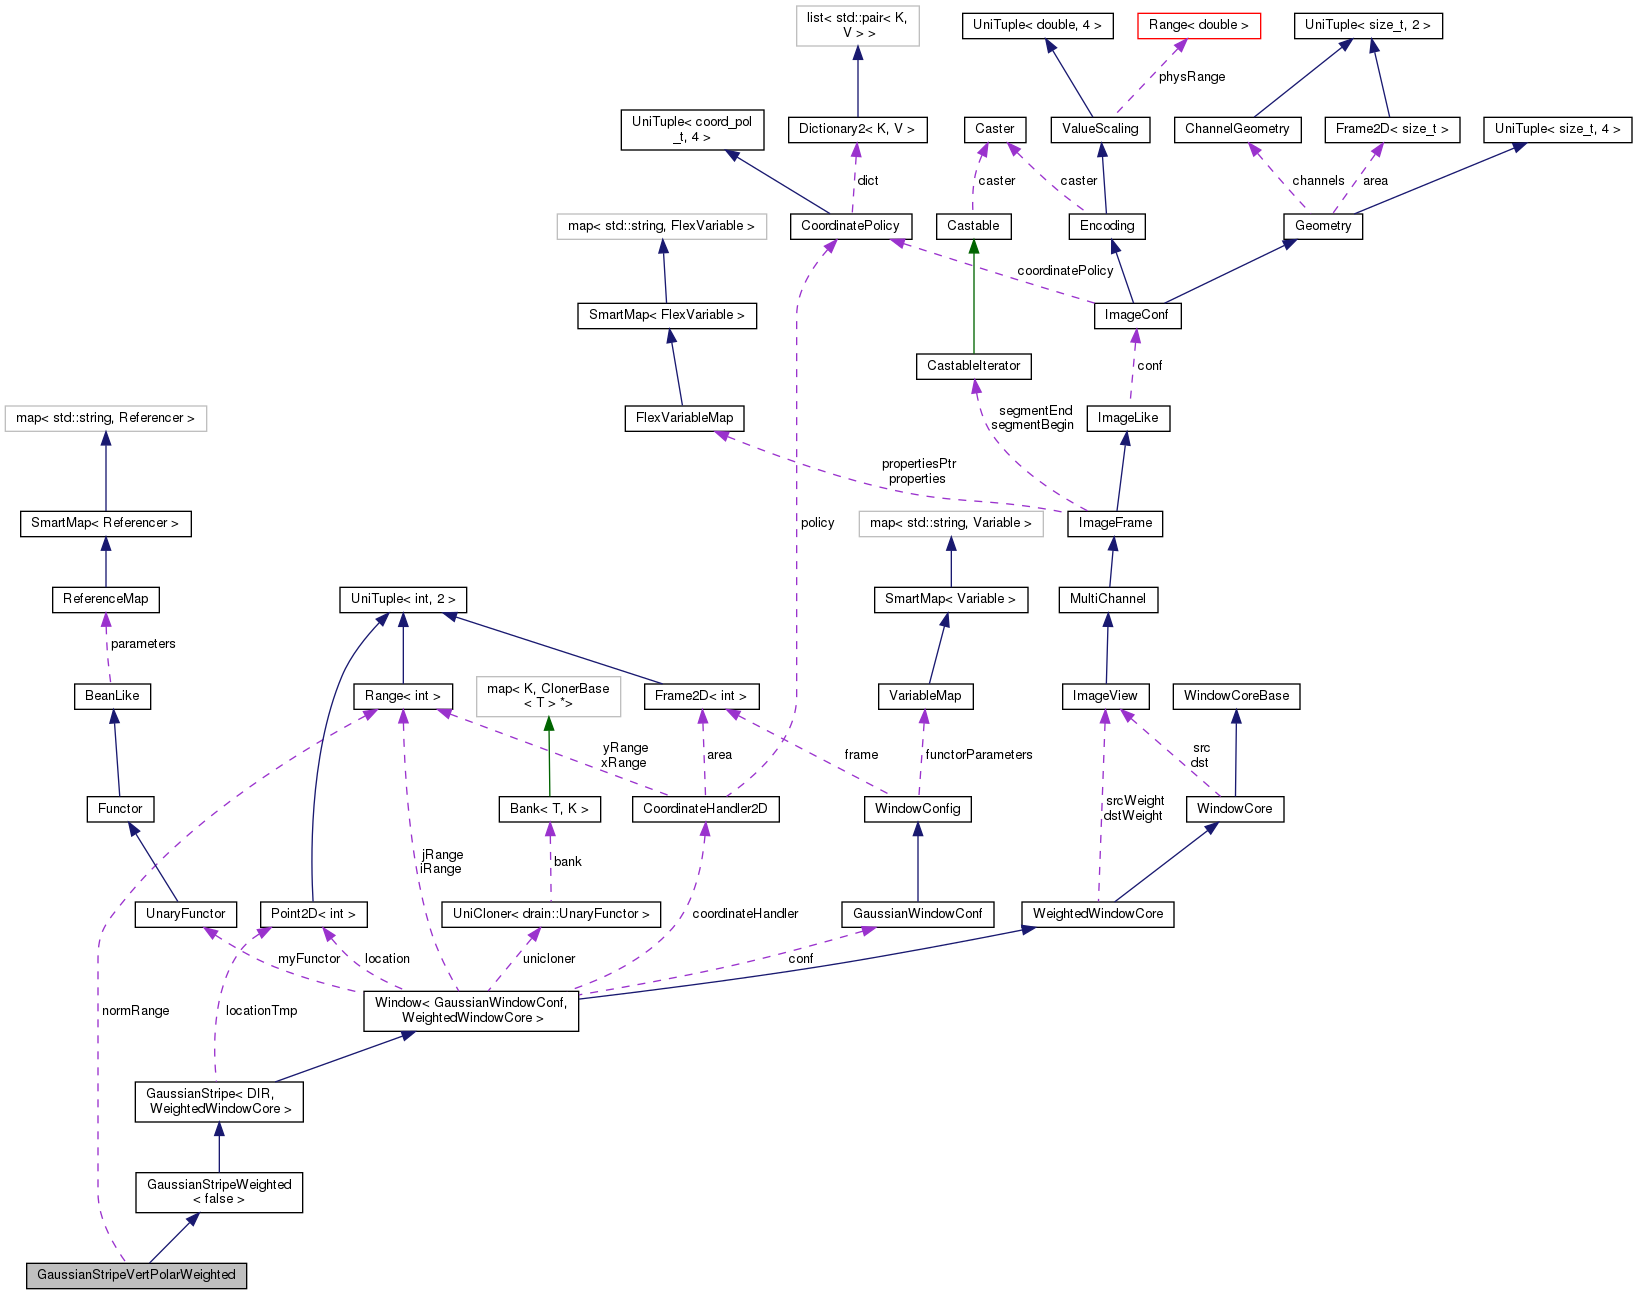 list< std::pair< K,
V > >
UniTuple< double, 4 >
Range< double >
UniTuple< size_t, 2 >
physRange
UniTuple< coord_pol
_t, 4 >
Dictionary2< K, V >
Caster
ValueScaling
ChannelGeometry
Frame2D< size_t >
UniTuple< size_t, 4 >
dict
caster
caster
channels
area
map< std::string, FlexVariable >
CoordinatePolicy
Castable
Encoding
Geometry
coordinatePolicy
SmartMap< FlexVariable >
ImageConf
CastableIterator
conf
map< std::string, Referencer >
FlexVariableMap
segmentEnd
segmentBegin
ImageLike
propertiesPtr
properties
SmartMap< Referencer >
policy
map< std::string, Variable >
ImageFrame
ReferenceMap
UniTuple< int, 2 >
SmartMap< Variable >
MultiChannel
parameters
BeanLike
Range< int >
map< K, ClonerBase
< T > *>
Frame2D< int >
VariableMap
ImageView
WindowCoreBase
yRange
xRange
area
frame
functorParameters
src
dst
Functor
Bank< T, K >
CoordinateHandler2D
WindowConfig
srcWeight
dstWeight
WindowCore
jRange
iRange
bank
UnaryFunctor
Point2D< int >
UniCloner< drain::UnaryFunctor >
coordinateHandler
GaussianWindowConf
WeightedWindowCore
myFunctor
location
unicloner
conf
normRange
locationTmp
Window< GaussianWindowConf,
WeightedWindowCore >
GaussianStripe< DIR,
WeightedWindowCore >
GaussianStripeWeighted
< false >
GaussianStripeVertPolarWeighted